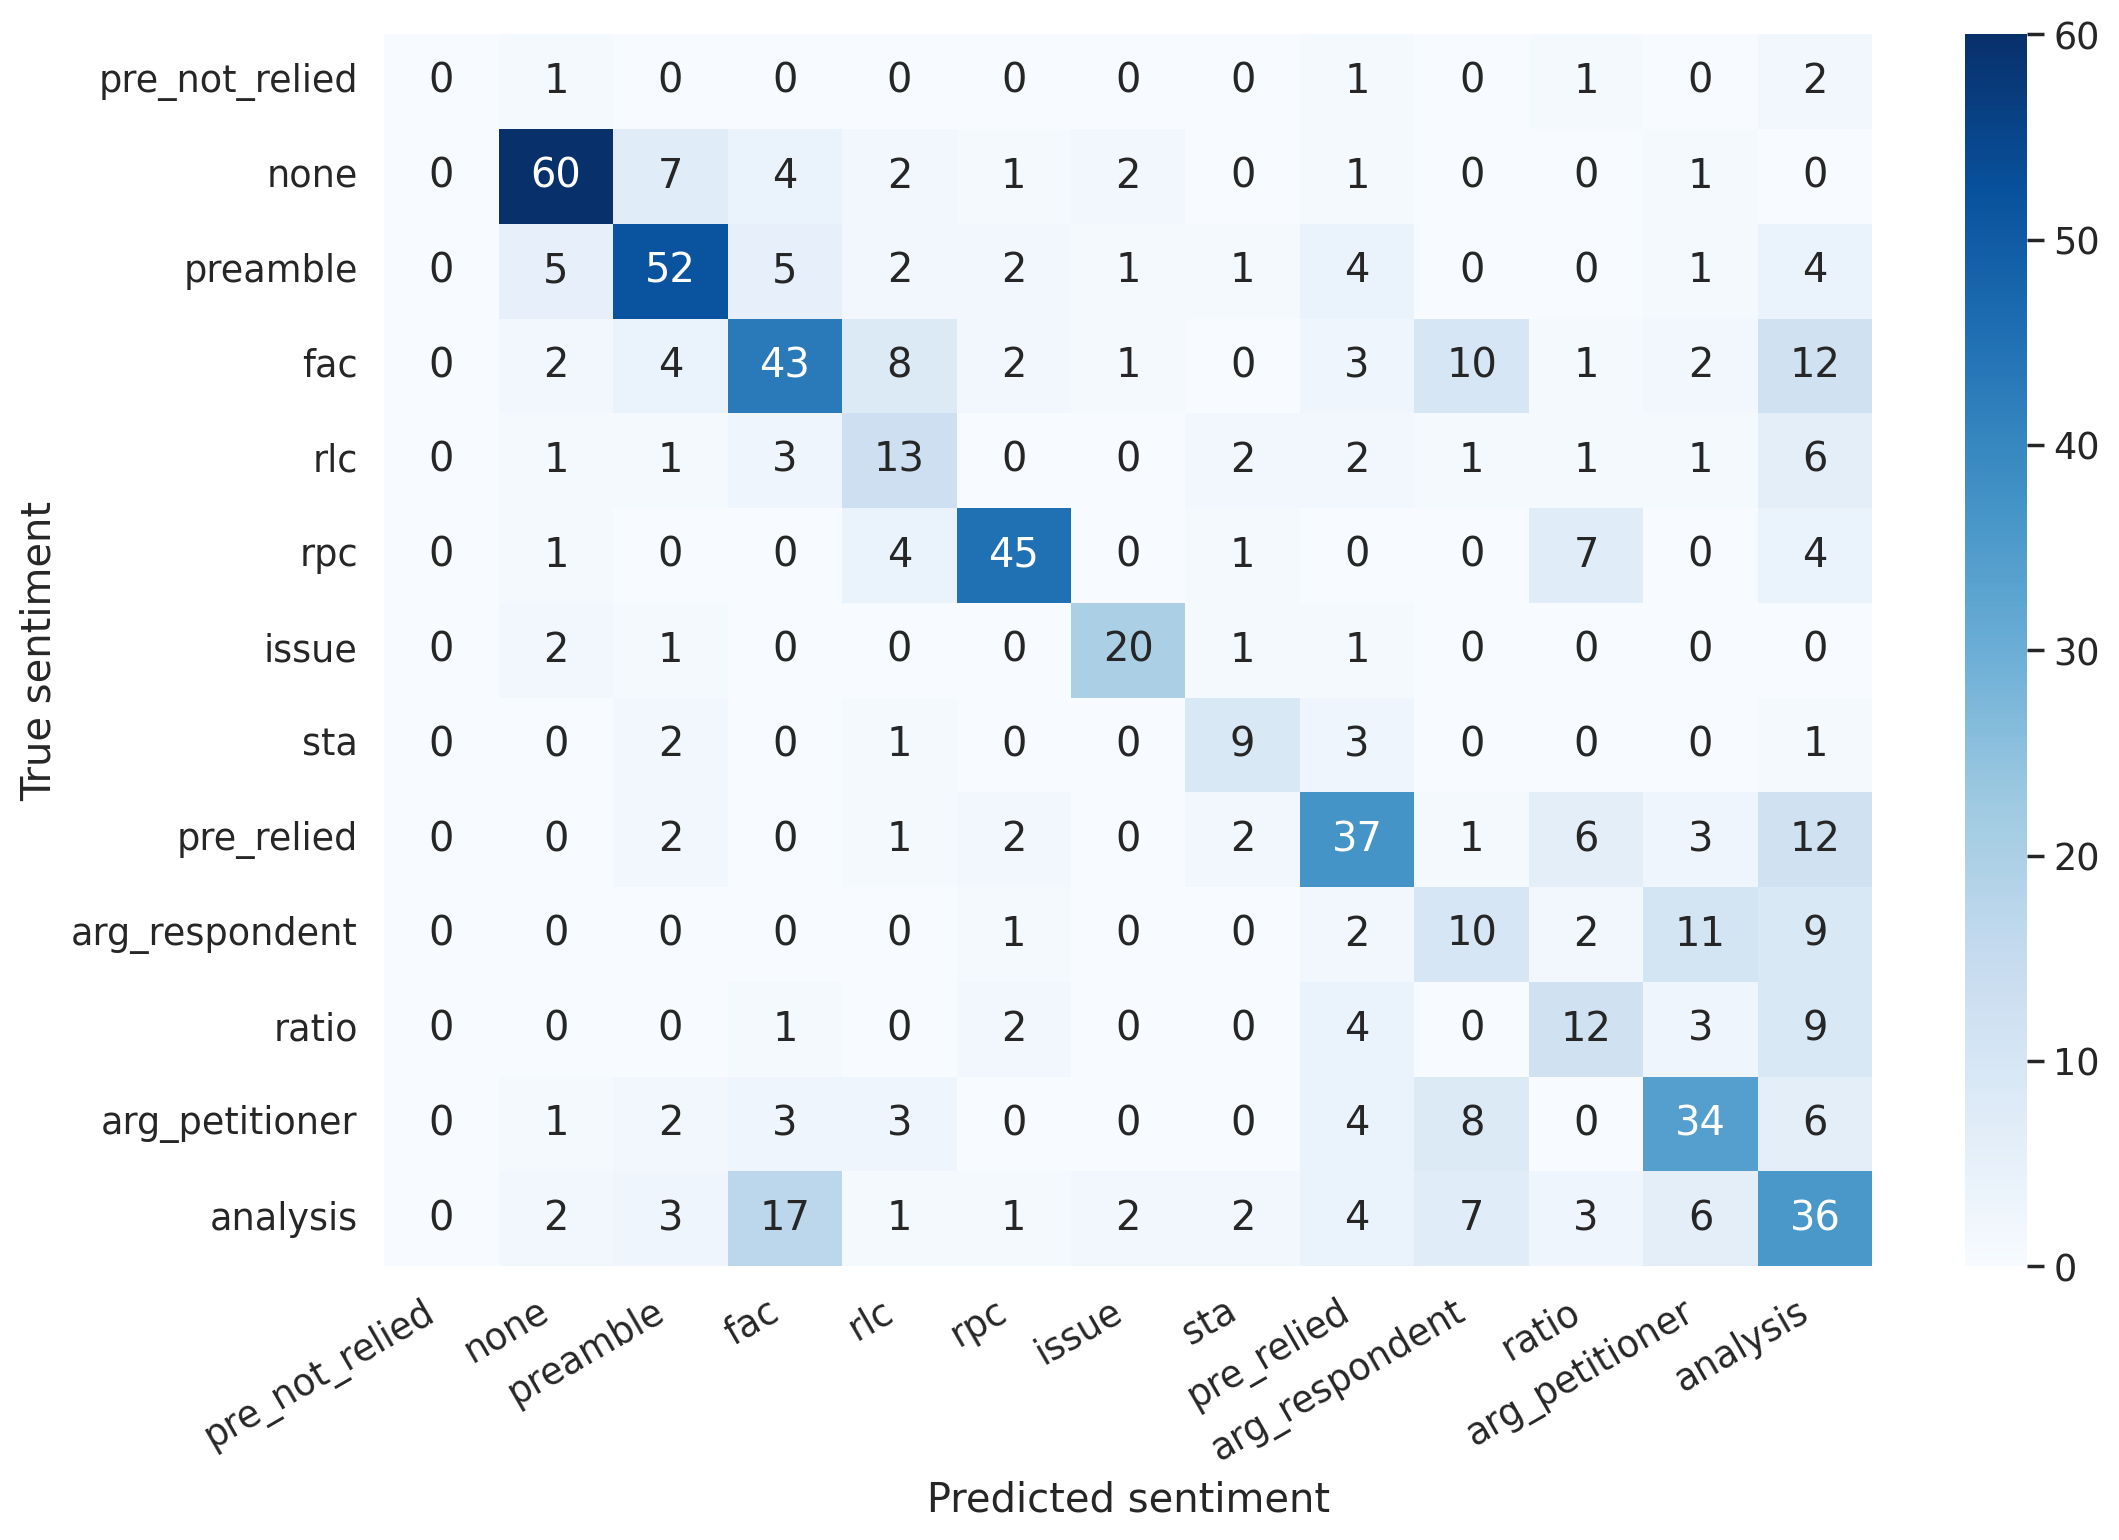 pre_not_relied 0 1 0 0 0 0 0 0 1 0 1 0 2
none 0 60 7 4 2 1 2 0 1 0 0 1 0
preamble 0 5 52 5 2 2 1 1 4 0 0 1 4
fac 0 2 4 43 8 2 1 0 3 10 1 2 12
rlc 0 1 1 3 13 0 0 2 2 1 1 1 6
rpc 0 1 0 0 4 45 0 1 0 0 7 0 4
issue 0 2 1 0 0 0 20 1 1 0 0 0 0
sta 0 0 2 0 1 0 0 9 3 0 0 0 1
pre_relied 0 0 2 0 1 2 0 2 37 1 6 3 12
arg_respondent 0 0 0 0 0 1 0 0 2 10 2 11 9
ratio 0 0 0 1 0 2 0 0 4 0 12 3 9
arg_petitioner 0 1 2 3 3 0 0 0 4 8 0 34 6
analysis 0 2 3 17 1 1 2 2 4 7 3 6 36
True sentiment
pre_not_relied none preamble fac rlc rpc issue sta pre_relied arg_respondent ratio arg_petitioner analysis
Predicted sentiment
60
50
40
30
20
10
0